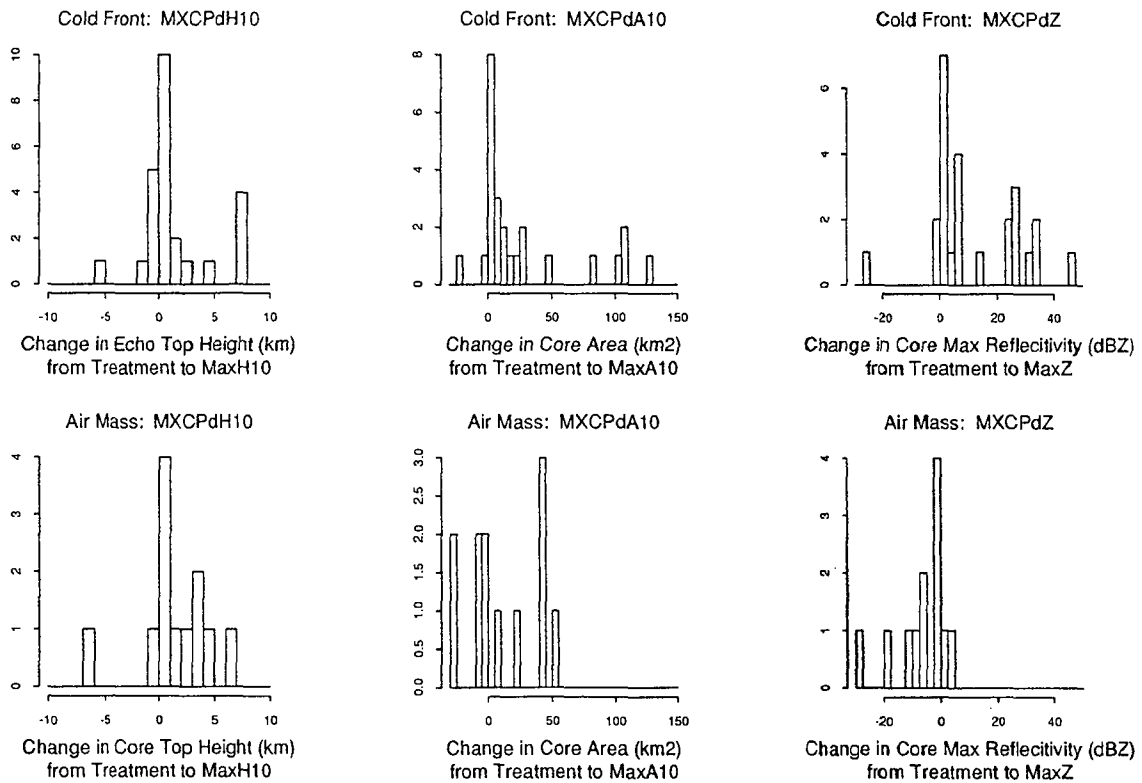 Cold Front: MXCPdH10
10
8
6
4
2
0
-10 -5 0 5 10
Change in Echo Top Height (km)
from Treatment to MaxH10
Cold Front: MXCPdA10
8
6
4
2
0
0 50 100 150
Change in Core Area (km2)
from Treatment to MaxA10
Cold Front: MXCPdZ
6
4
2
0
-20 0 20 40
Change in Core Max Reflecitivity (dBZ)
from Treatment to MaxZ
Air Mass: MXCPdH10
4
3
2
1
0
-10 -5 0 5 10
Change in Core Top Height (km)
from Treatment to MaxH10
Air Mass: MXCPdA10
3.0
2.5
2.0
1.5
1.0
0.5
0.0
0 50 100 150
Change in Core Area (km2)
from Treatment to MaxA10
Air Mass: MXCPdZ
4
3
2
1
0
-20 0 20 40
Change in Core Max Reflecitivity (dBZ)
from Treatment to MaxZ